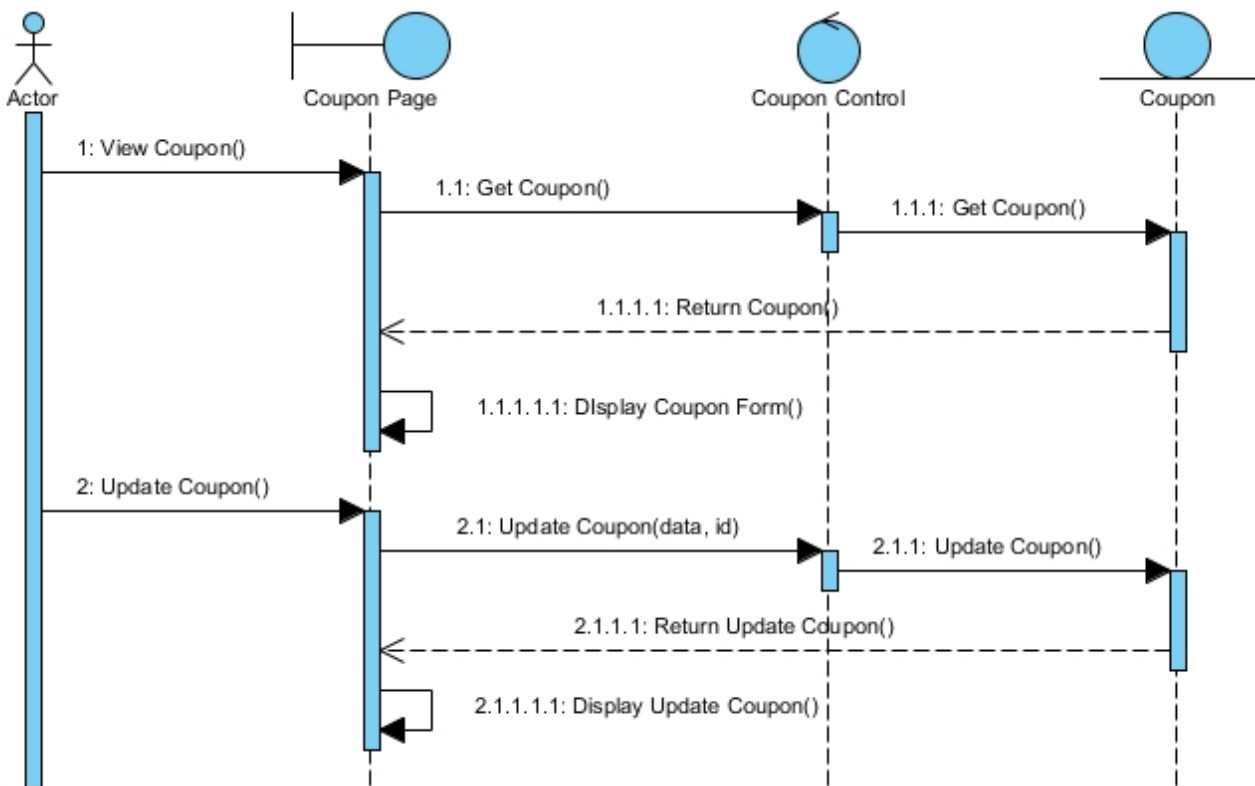 Actor
Coupon Page
Coupon Control
Coupon
1: View Coupon()
1.1: Get Coupon()
1.1.1: Get Coupon()
1.1.1.1: Return Coupon()
1.1.1.1.1: DIsplay Coupon Form()
2: Update Coupon()
2.1: Update Coupon(data, id)
2.1.1: Update Coupon()
2.1.1.1: Return Update Coupon()
2.1.1.1.1: Display Update Coupon()